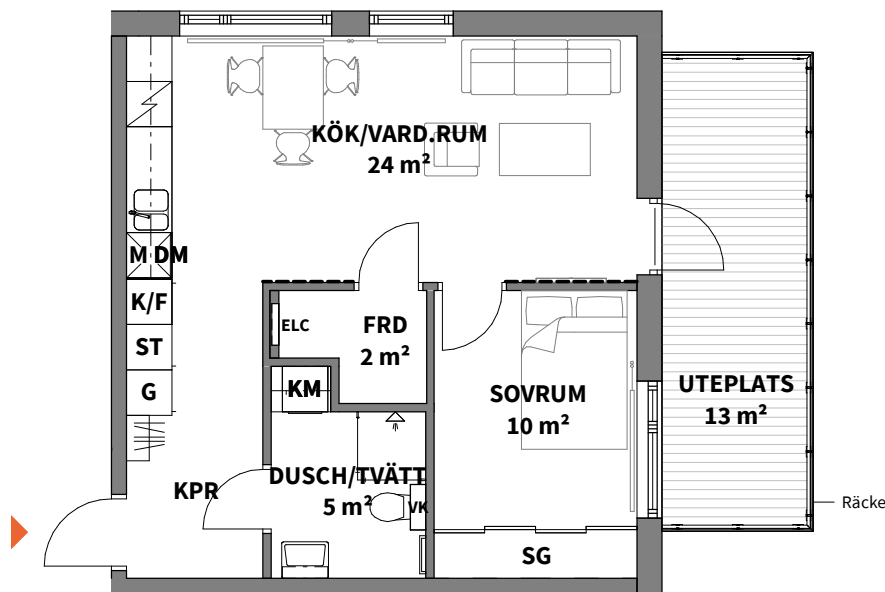 KÖK/VARD.RUM
24 m²
M DM
K/F
ST
G
ELC
FRD
2 m²
KM
SOVRUM
10 m²
UTEPLATS
13 m²
KPR
DUSCH/TVÄTT
5 m²
VK
Räcke
SG